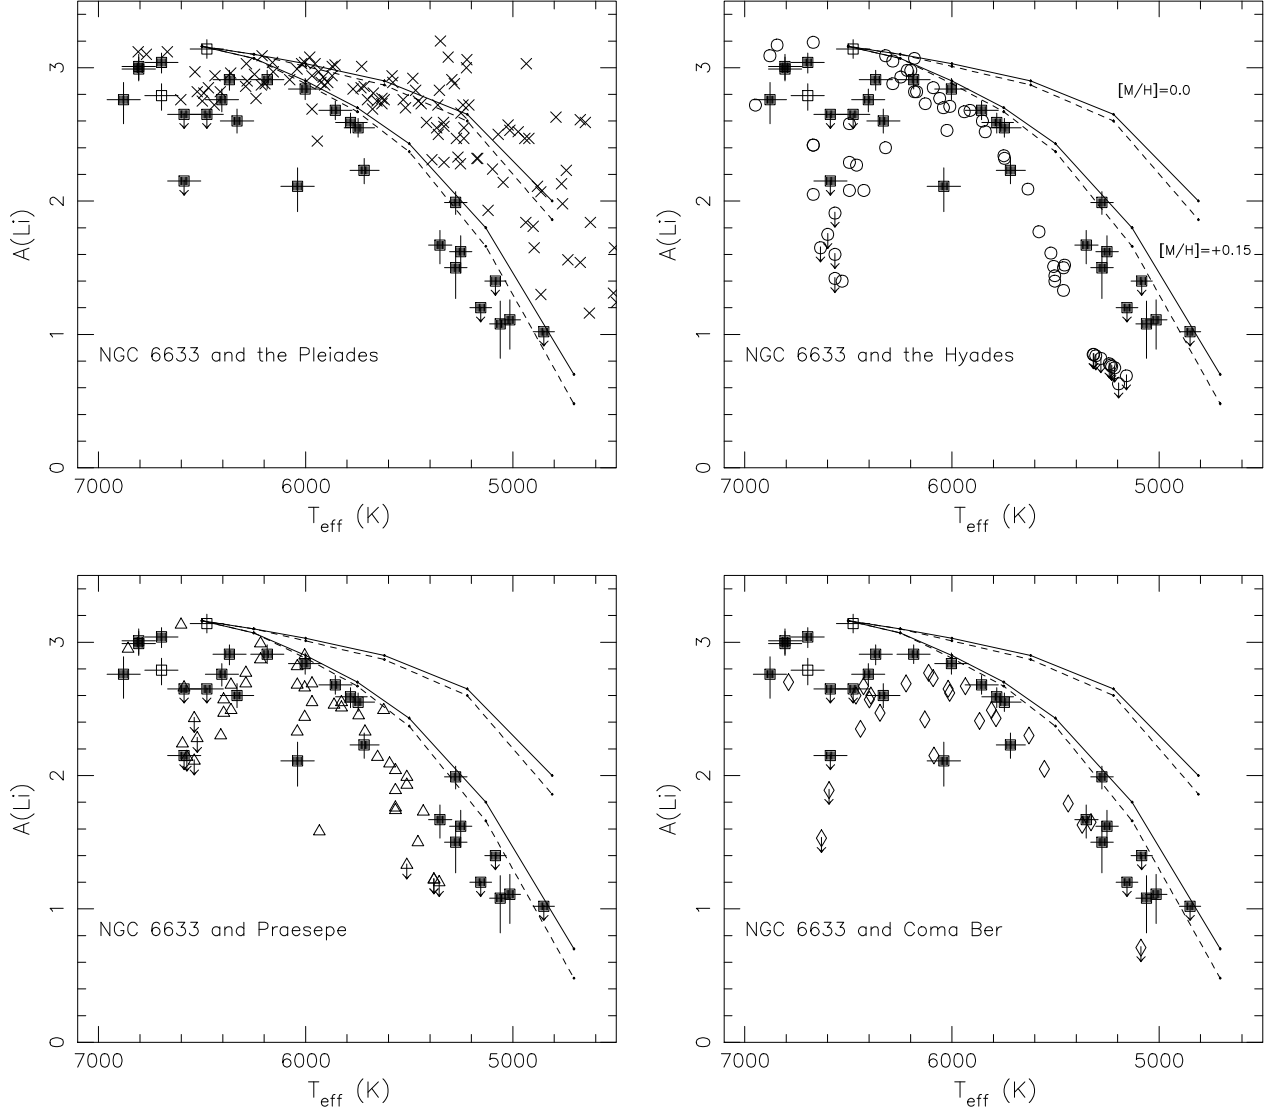 3
2
1
0
A(Li)
NGC 6633 and the Pleiades
7000 6000 5000
T_eff (K)
3
2
1
0
A(Li)
[M/H]=0.0
[M/H]=+0.15
NGC 6633 and the Hyades
7000 6000 5000
T_eff (K)
3
2
1
0
A(Li)
NGC 6633 and Praesepe
7000 6000 5000
T_eff (K)
3
2
1
0
A(Li)
NGC 6633 and Coma Ber
7000 6000 5000
T_eff (K)